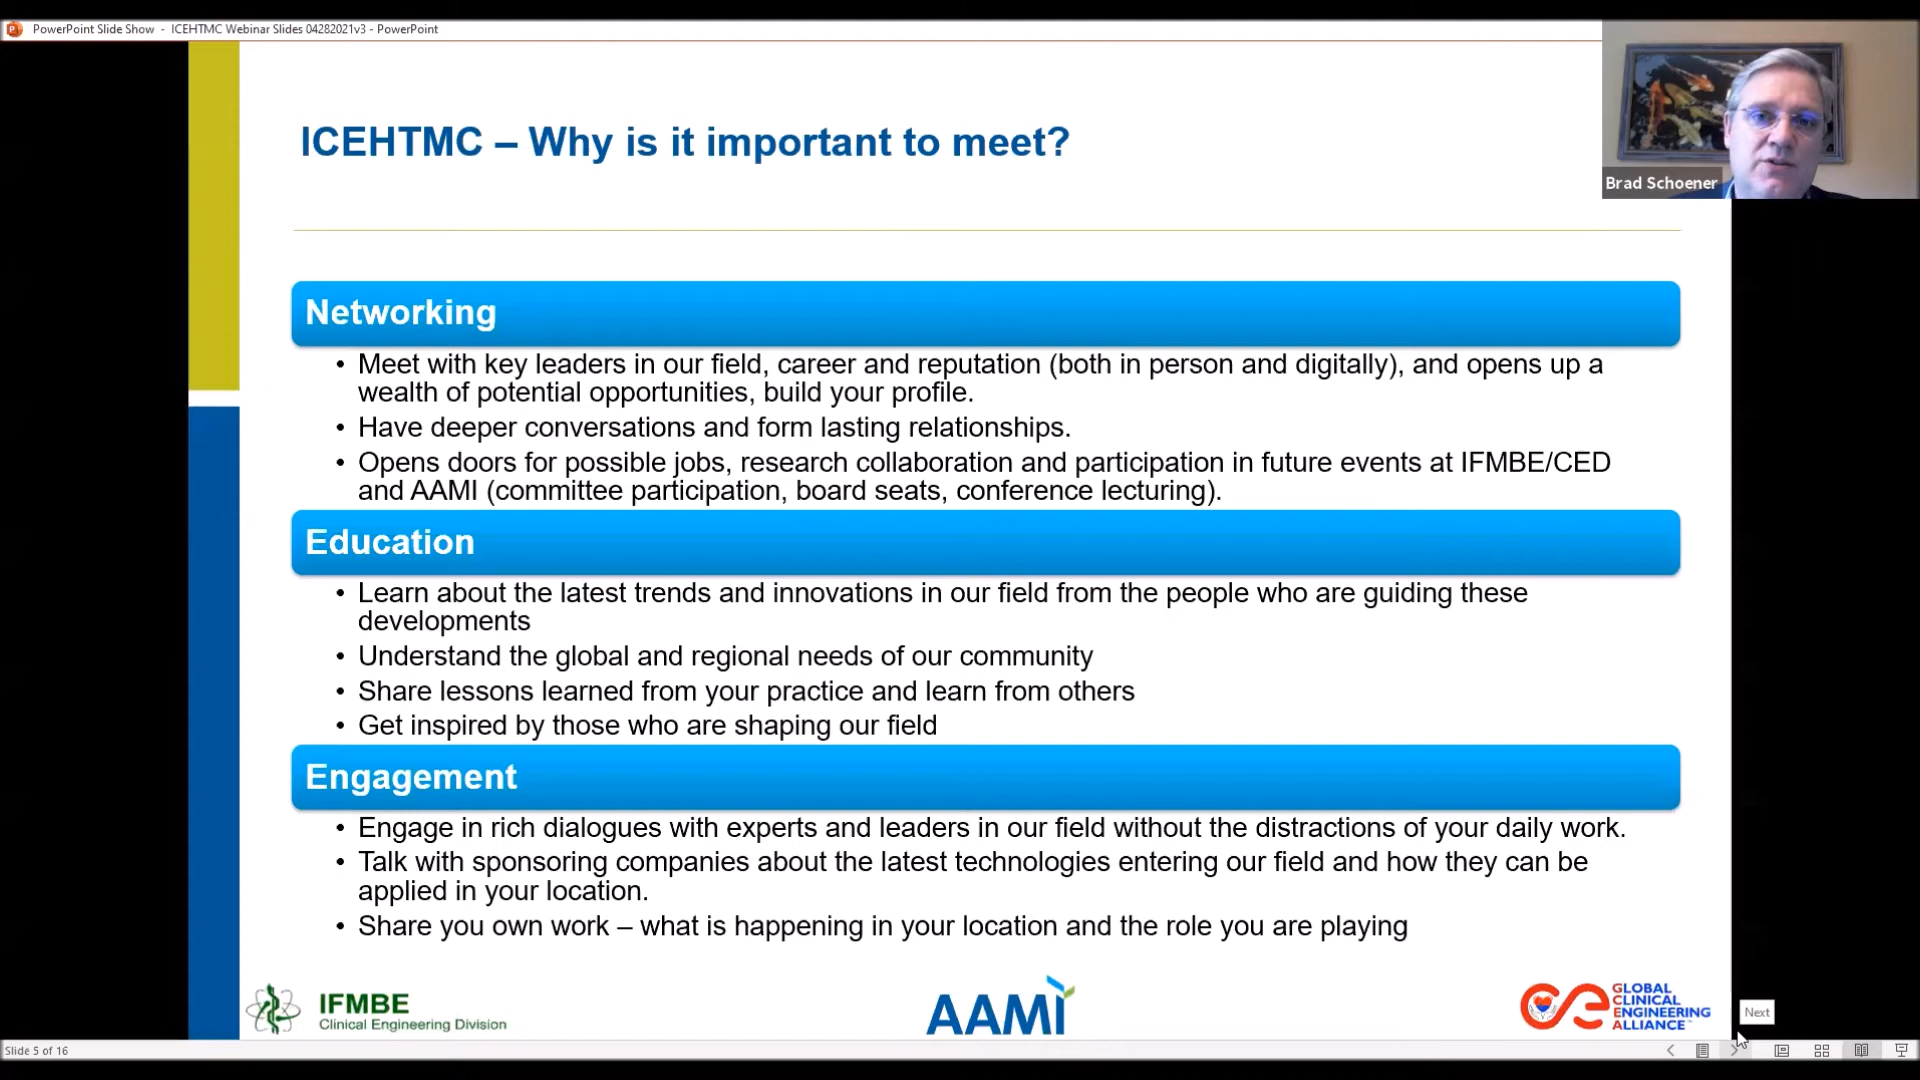 PowerPoint Slide Show - ICEHTMC Webinar Slides 04282021v3 - PowerPoint
ICEHTMC – Why is it important to meet?
Brad Schoener
Networking
• Meet with key leaders in our field, career and reputation (both in person and digitally), and opens up a
wealth of potential opportunities, build your profile.
• Have deeper conversations and form lasting relationships.
• Opens doors for possible jobs, research collaboration and participation in future events at IFMBE/CED
and AAMI (committee participation, board seats, conference lecturing).
Education
• Learn about the latest trends and innovations in our field from the people who are guiding these
developments
• Understand the global and regional needs of our community
• Share lessons learned from your practice and learn from others
• Get inspired by those who are shaping our field
Engagement
• Engage in rich dialogues with experts and leaders in our field without the distractions of your daily work.
• Talk with sponsoring companies about the latest technologies entering our field and how they can be
applied in your location.
• Share you own work – what is happening in your location and the role you are playing
IFMBE
Clinical Engineering Division
AAMI
GLOBAL
CLINICAL
ENGINEERING
ALLIANCE
Next
Slide 5 of 16